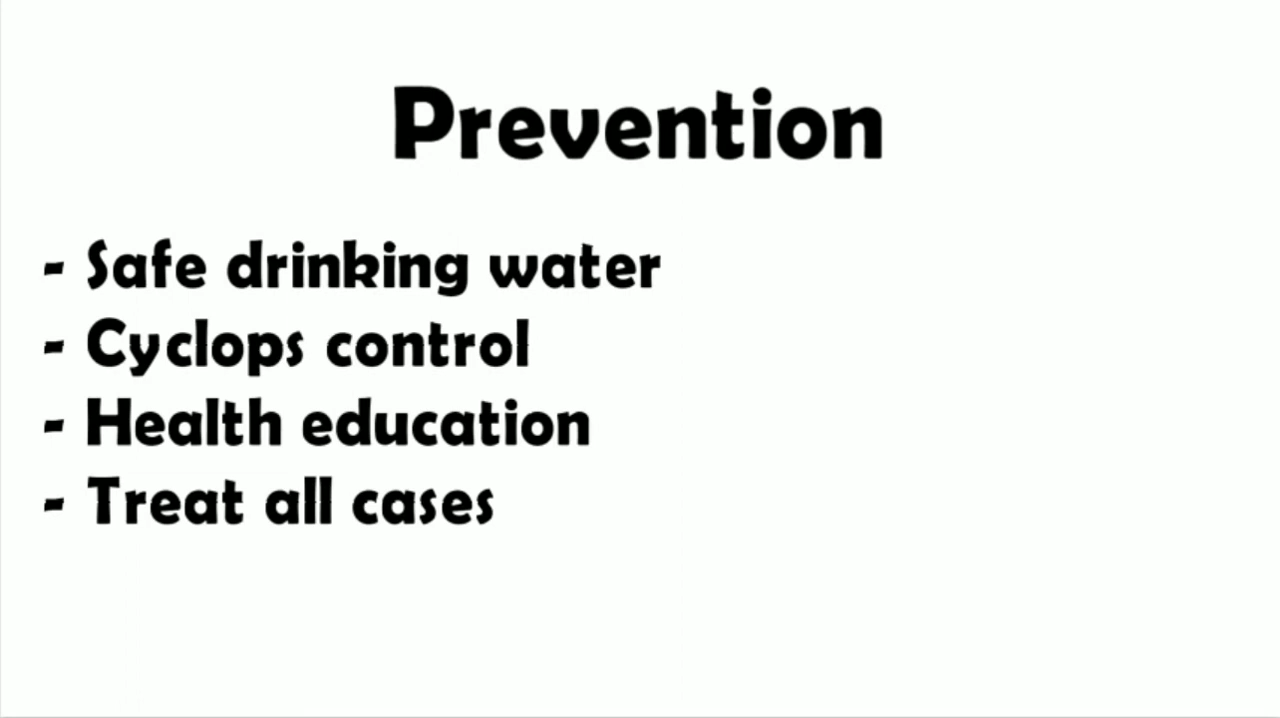 Prevention
- Safe drinking water
- Cyclops control
- Health education
- Treat all cases